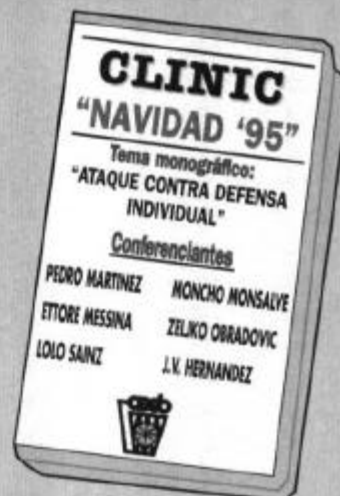 CLINIC
“NAVIDAD ‘95”
Tema monográfico:
“ATAQUE CONTRA DEFENSA
INDIVIDUAL”
Conferenciantes
PEDRO MARTINEZ
ETTORE MESSINA
LOLO SAINZ
MONCHO MONSALVE
ZELJKO OBRADOVIC
J.V. HERNANDEZ